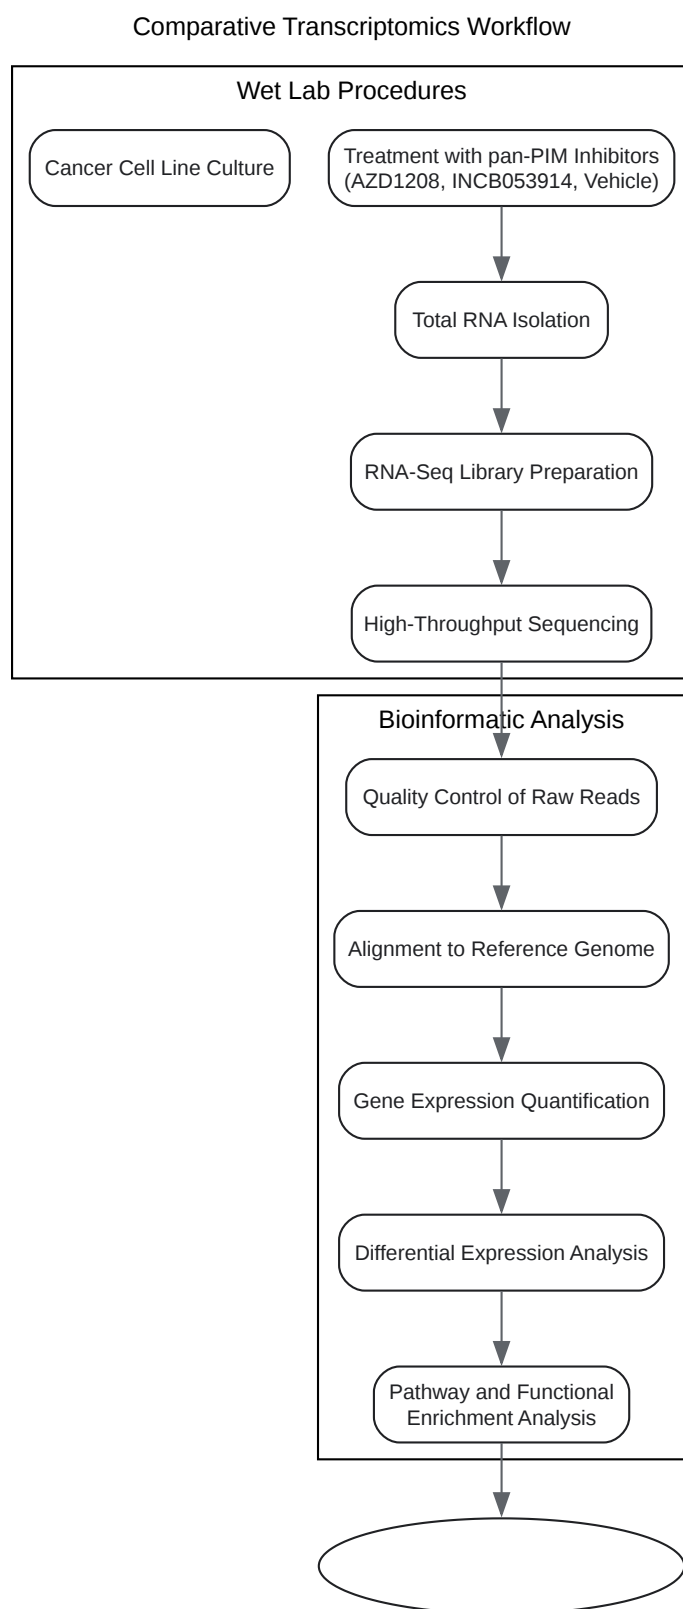 Comparative Transcriptomics Workflow
Wet Lab Procedures
Cancer Cell Line Culture
Treatment with pan-PIM Inhibitors
(AZD1208, INCB053914, Vehicle)
Total RNA Isolation
RNA-Seq Library Preparation
High-Throughput Sequencing
Bioinformatic Analysis
Quality Control of Raw Reads
Alignment to Reference Genome
Gene Expression Quantification
Differential Expression Analysis
Pathway and Functional
Enrichment Analysis